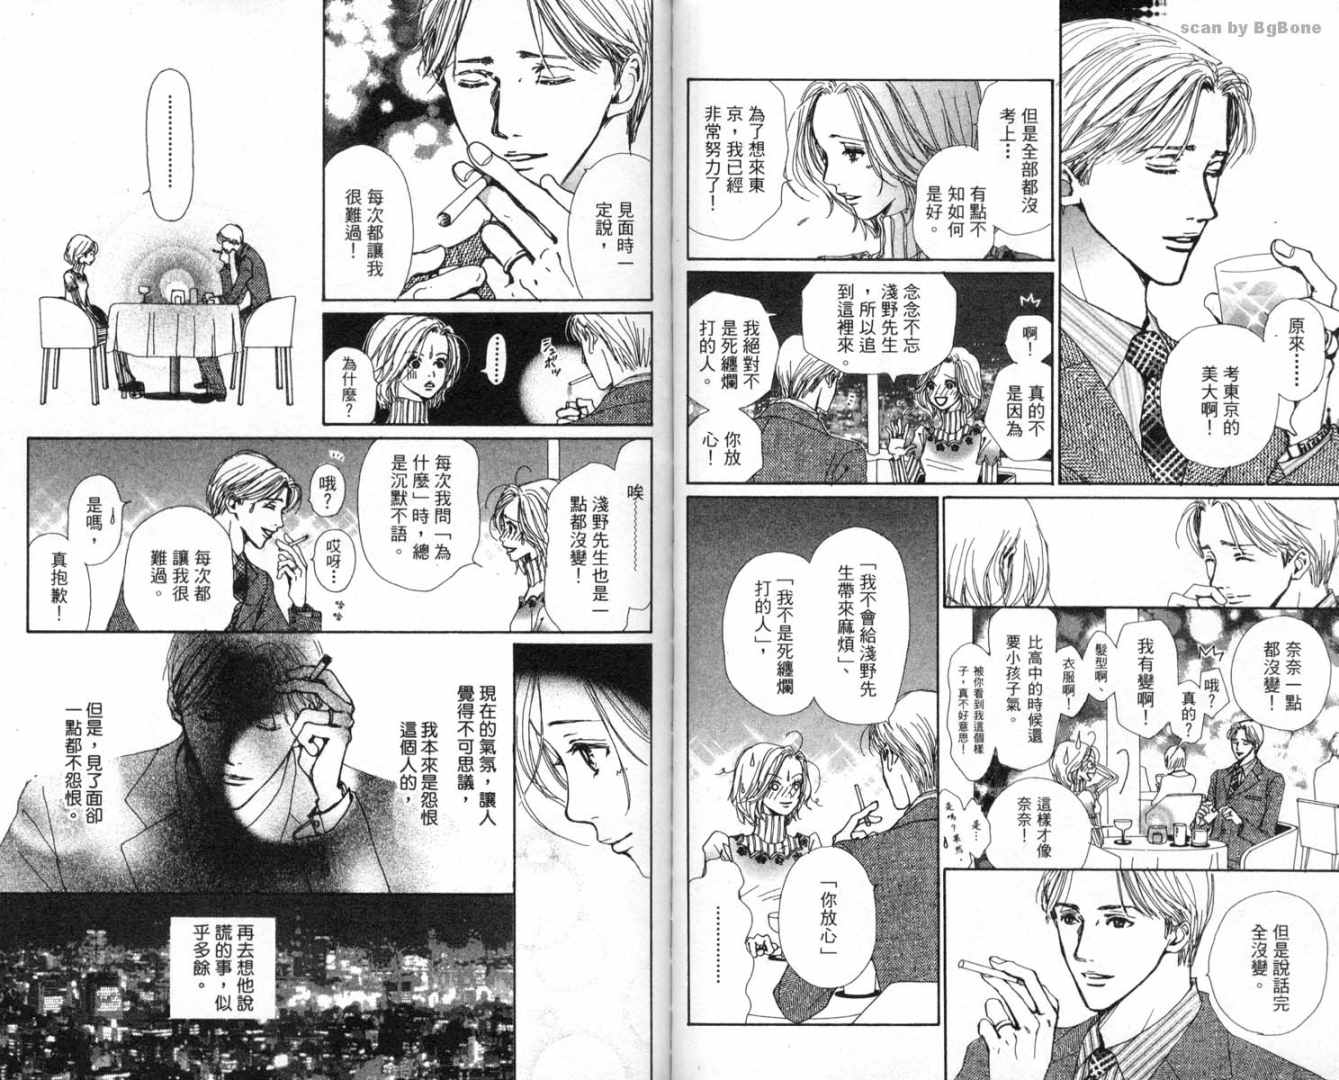 scan by BgBone
原來……
考東京的
美大啊！
但是全部都沒
考上…
有點不
知如何
是好。
為了想來東
京，我已經
非常努力了！
啊！
真的不
是因為
念念不忘
淺野先生
，所以追
到這裡來。
我絕對不
是死纏爛
打的人。
你放
心！
奈奈一點
都沒變！
哦？
真的？
我有變啊！
髮型啊、
衣服啊！
比高中的時候還
要小孩子氣。
被你看到我這個樣
子，真不好意思！
這樣才像
奈奈！
是…
是嗎？果然，
但是說話完
全沒變。
「我不會給淺野先
生帶來麻煩」、
「我不是死纏爛
打的人」，
「你放心」
…………
見面時一
定說，
每次都讓我
很難過！
…………
ジュポッ
……
為什麼？
唉
淺野先生也是一
點都沒變！
每次我問「為
什麼」時，總
是沉默不語。
哦？
哎呀…
哈
哈
每次都
讓我很
難過。
是嗎，
真抱歉！
現在的氣氛，讓人
覺得不可思議，
我本來是怨恨
這個人的，
但是，見了面卻
一點都不怨恨。
再去想他說
謊的事，似
乎多餘。